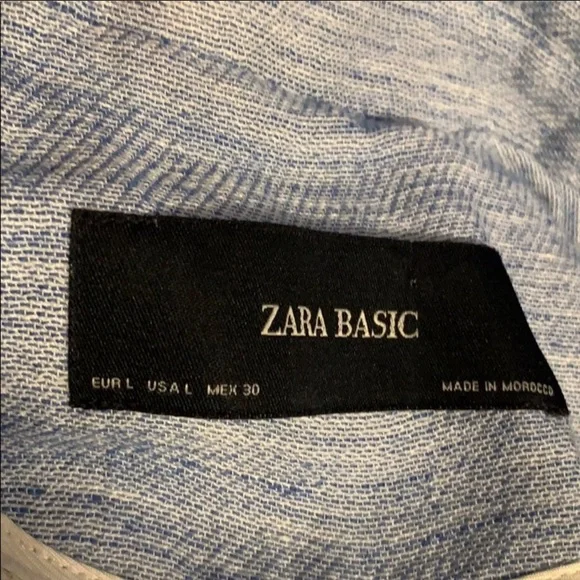 ZARA BASIC
EUR L USA L MEX 30 MADE IN MOROCCO